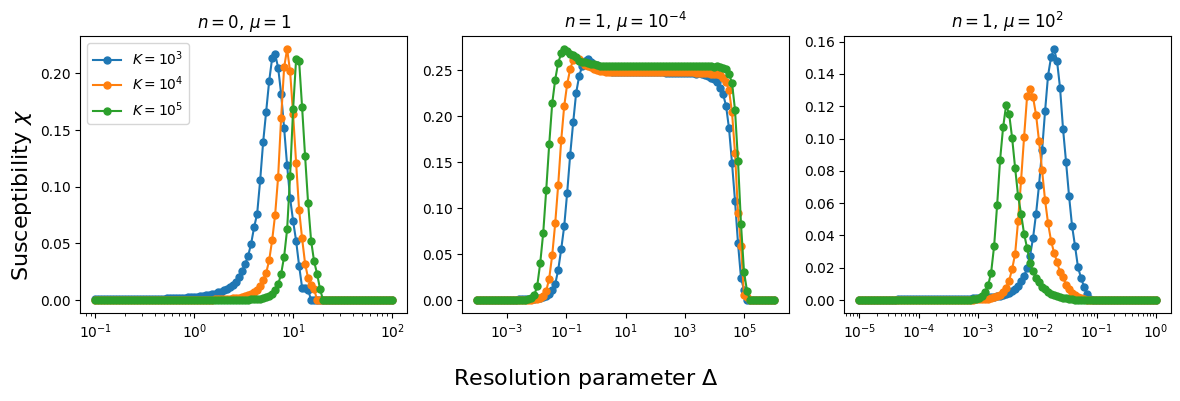 n = 0, μ = 1
n = 1, μ = 10⁻⁴
n = 1, μ = 10²
Susceptibility χ
K = 10³
K = 10⁴
K = 10⁵
0.20
0.15
0.10
0.05
0.00
10⁻¹ 10⁰ 10¹ 10²
0.25
0.20
0.15
0.10
0.05
0.00
10⁻³ 10⁻¹ 10¹ 10³ 10⁵
0.16
0.14
0.12
0.10
0.08
0.06
0.04
0.02
0.00
10⁻⁵ 10⁻⁴ 10⁻³ 10⁻² 10⁻¹ 10⁰
Resolution parameter Δ